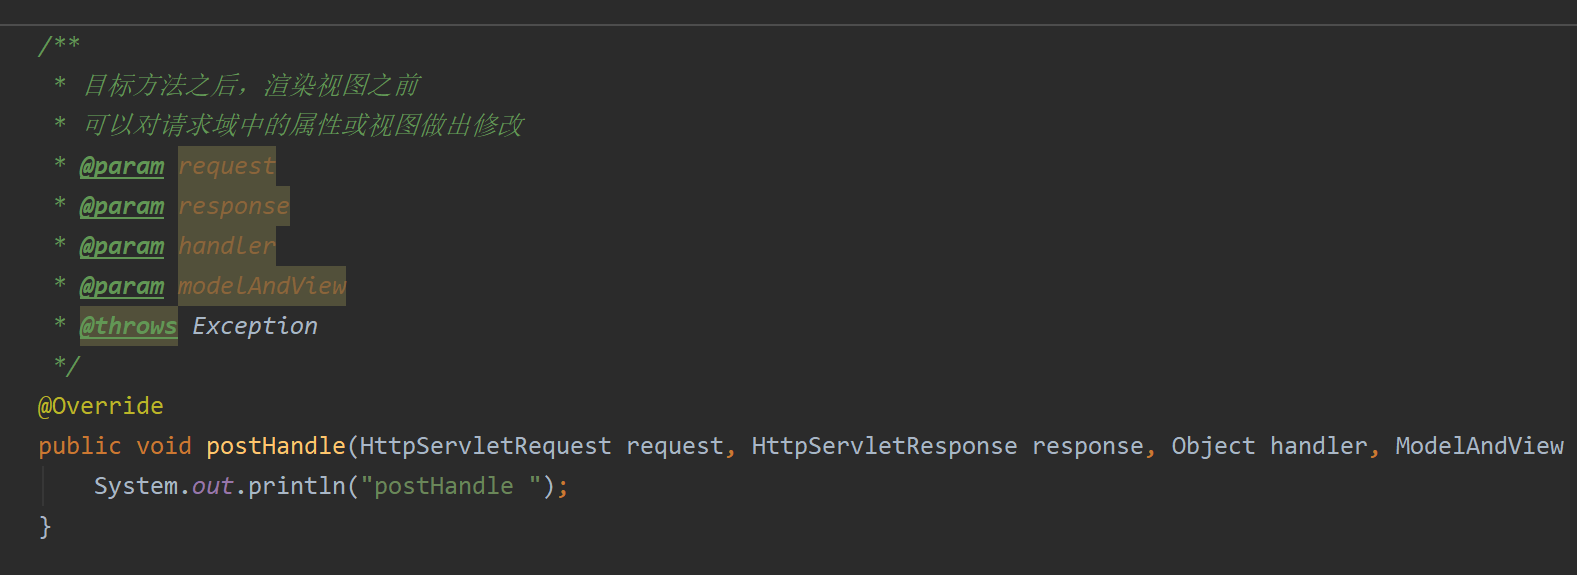 /**
* 目标方法之后，渲染视图之前
* 可以对请求域中的属性或视图做出修改
* @param request
* @param response
* @param handler
* @param modelAndView
* @throws Exception
*/
@Override
public void postHandle(HttpServletRequest request, HttpServletResponse response, Object handler, ModelAndView
System.out.println("postHandle ");
}